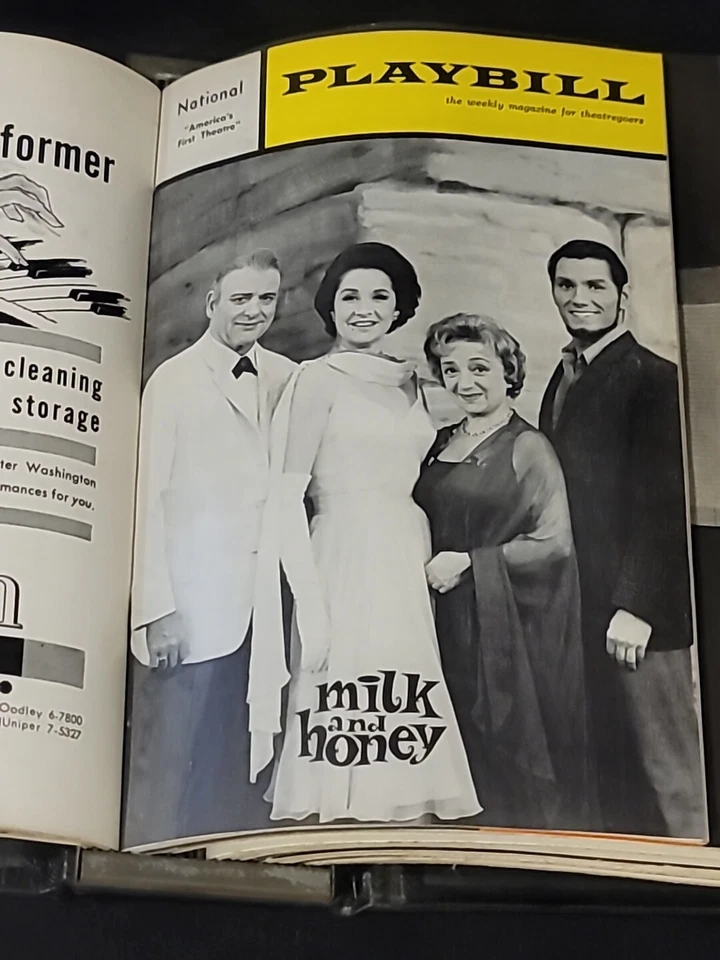 former
cleaning
storage
ter Washington
mances for you.
n
Oodley 6-7800
Uniper 7-5327
National
"America's
First Theatre"
PLAYBILL
the weekly magazine for theatregoers
milk
and
honey